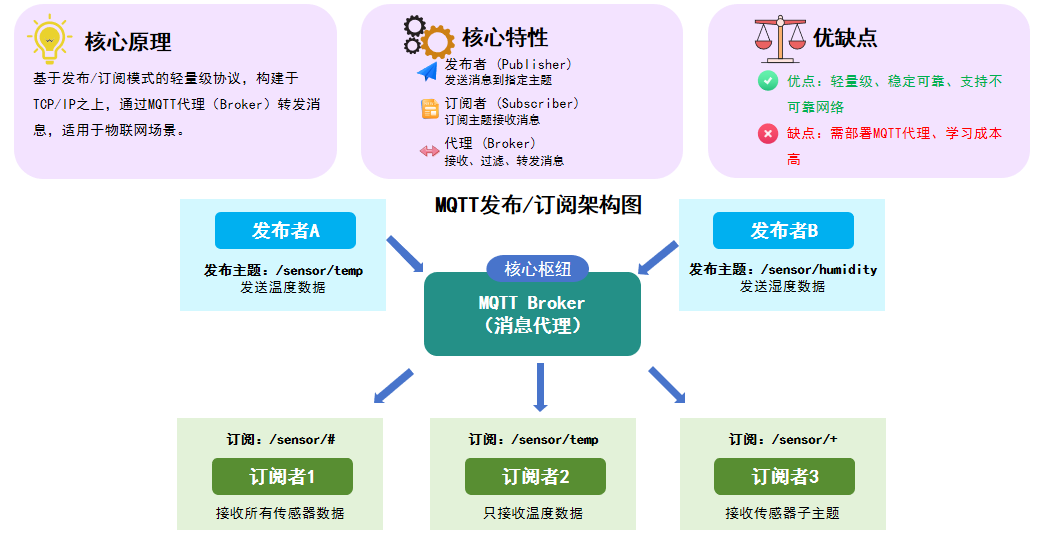 核心原理
基于发布/订阅模式的轻量级协议，构建于
TCP/IP之上，通过MQTT代理（Broker）转发消
息，适用于物联网场景。
核心特性
发布者（Publisher）
发送消息到指定主题
订阅者（Subscriber）
订阅主题接收消息
代理（Broker）
接收、过滤、转发消息
优缺点
优点：轻量级、稳定可靠、支持不
可靠网络
缺点：需部署MQTT代理、学习成本
高
MQTT发布/订阅架构图
发布者A
发布主题：/sensor/temp
发送温度数据
发布者B
发布主题：/sensor/humidity
发送湿度数据
核心枢纽
MQTT Broker
（消息代理）
订阅：/sensor/#
订阅者1
接收所有传感器数据
订阅：/sensor/temp
订阅者2
只接收温度数据
订阅：/sensor/+
订阅者3
接收传感器子主题